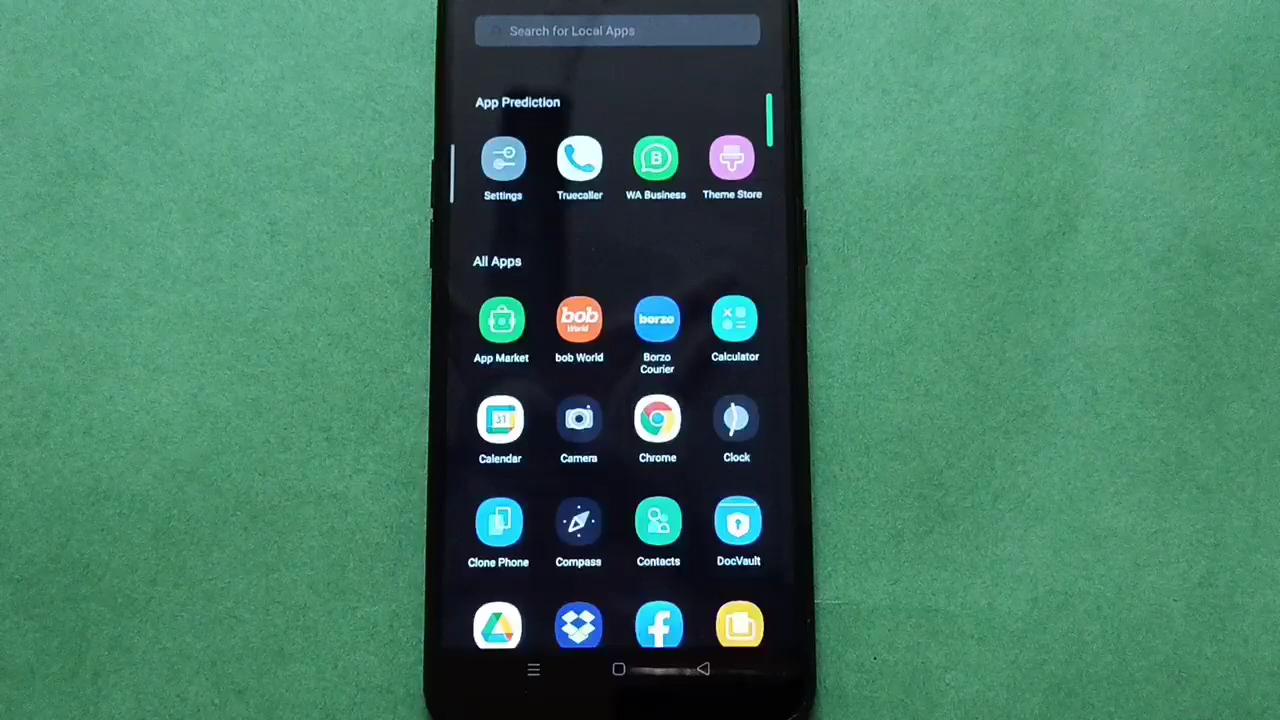 Search for Local Apps
App Prediction
Settings Truecaller WA Business Theme Store
B
All Apps
bob
World
borzo
App Market bob World Borzo Calculator
Courier
31
Calendar Camera Chrome Clock
Clone Phone Compass Contacts DocVault